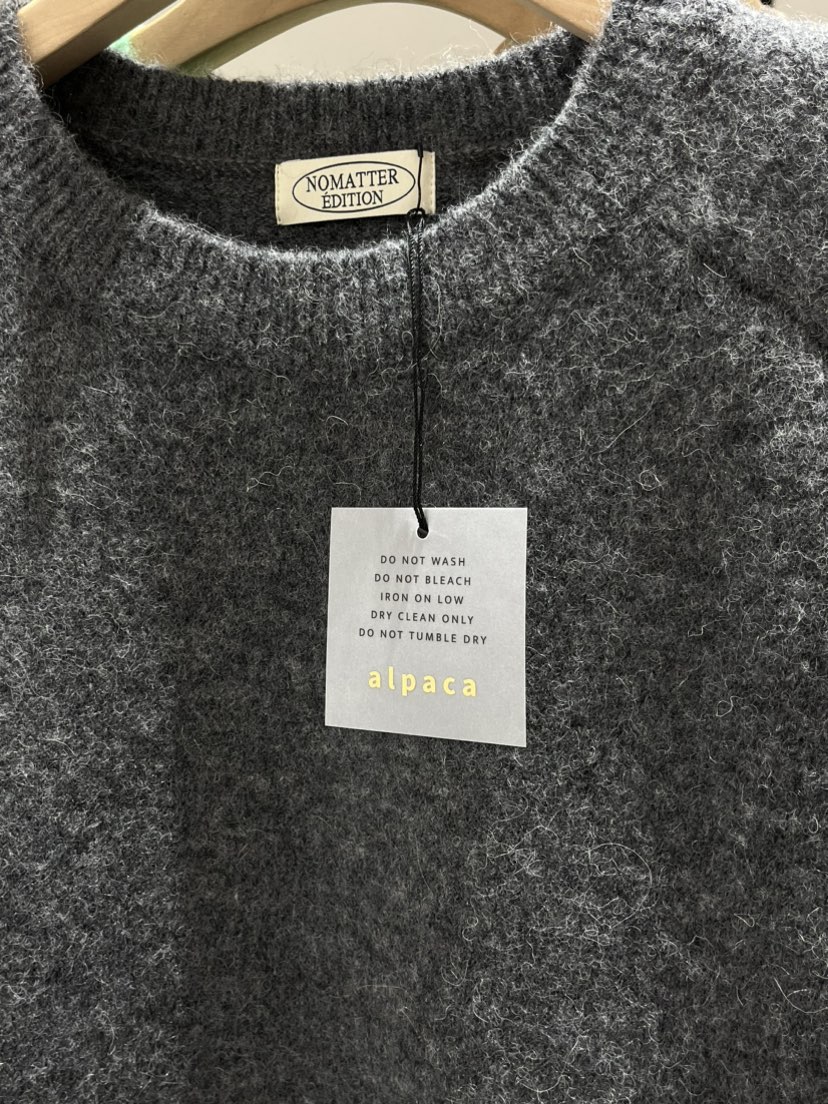 NOMATTER
ÉDITION
DO NOT WASH
DO NOT BLEACH
IRON ON LOW
DRY CLEAN ONLY
DO NOT TUMBLE DRY
alpaca